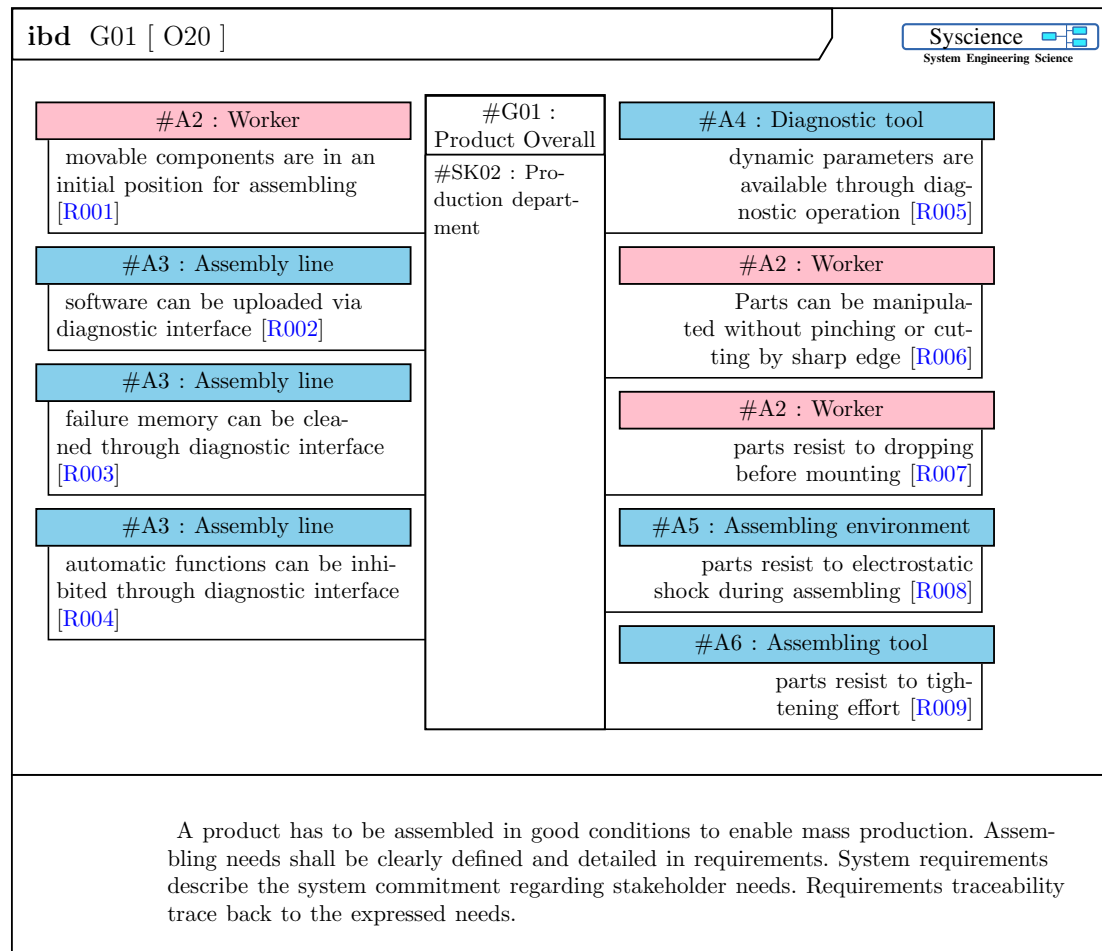 ibd G01 [ O20 ]
Syscience
System Engineering Science
#A2 : Worker
movable components are in an
initial position for assembling
[R001]
#A3 : Assembly line
software can be uploaded via
diagnostic interface [R002]
#A3 : Assembly line
failure memory can be clea-
ned through diagnostic interface
[R003]
#A3 : Assembly line
automatic functions can be inhi-
bited through diagnostic interface
[R004]
#G01 :
Product Overall
#SK02 : Pro-
duction depart-
ment
#A4 : Diagnostic tool
dynamic parameters are
available through diag-
nostic operation [R005]
#A2 : Worker
Parts can be manipula-
ted without pinching or cut-
ting by sharp edge [R006]
#A2 : Worker
parts resist to dropping
before mounting [R007]
#A5 : Assembling environment
parts resist to electrostatic
shock during assembling [R008]
#A6 : Assembling tool
parts resist to tigh-
tening effort [R009]
A product has to be assembled in good conditions to enable mass production. Assem-
bling needs shall be clearly defined and detailed in requirements. System requirements
describe the system commitment regarding stakeholder needs. Requirements traceability
trace back to the expressed needs.